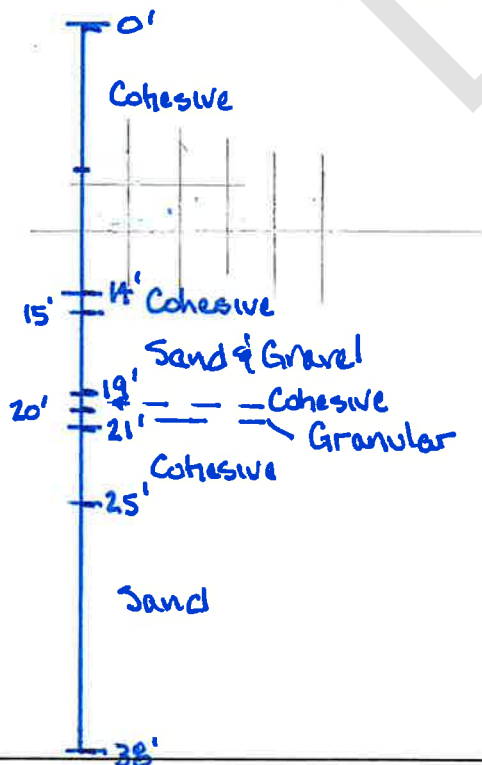 0'
Cohesive
14' Cohesive
15'
Sand & Gravel
19'
Cohesive
20'
21' Granular
Cohesive
25'
Sand
38'